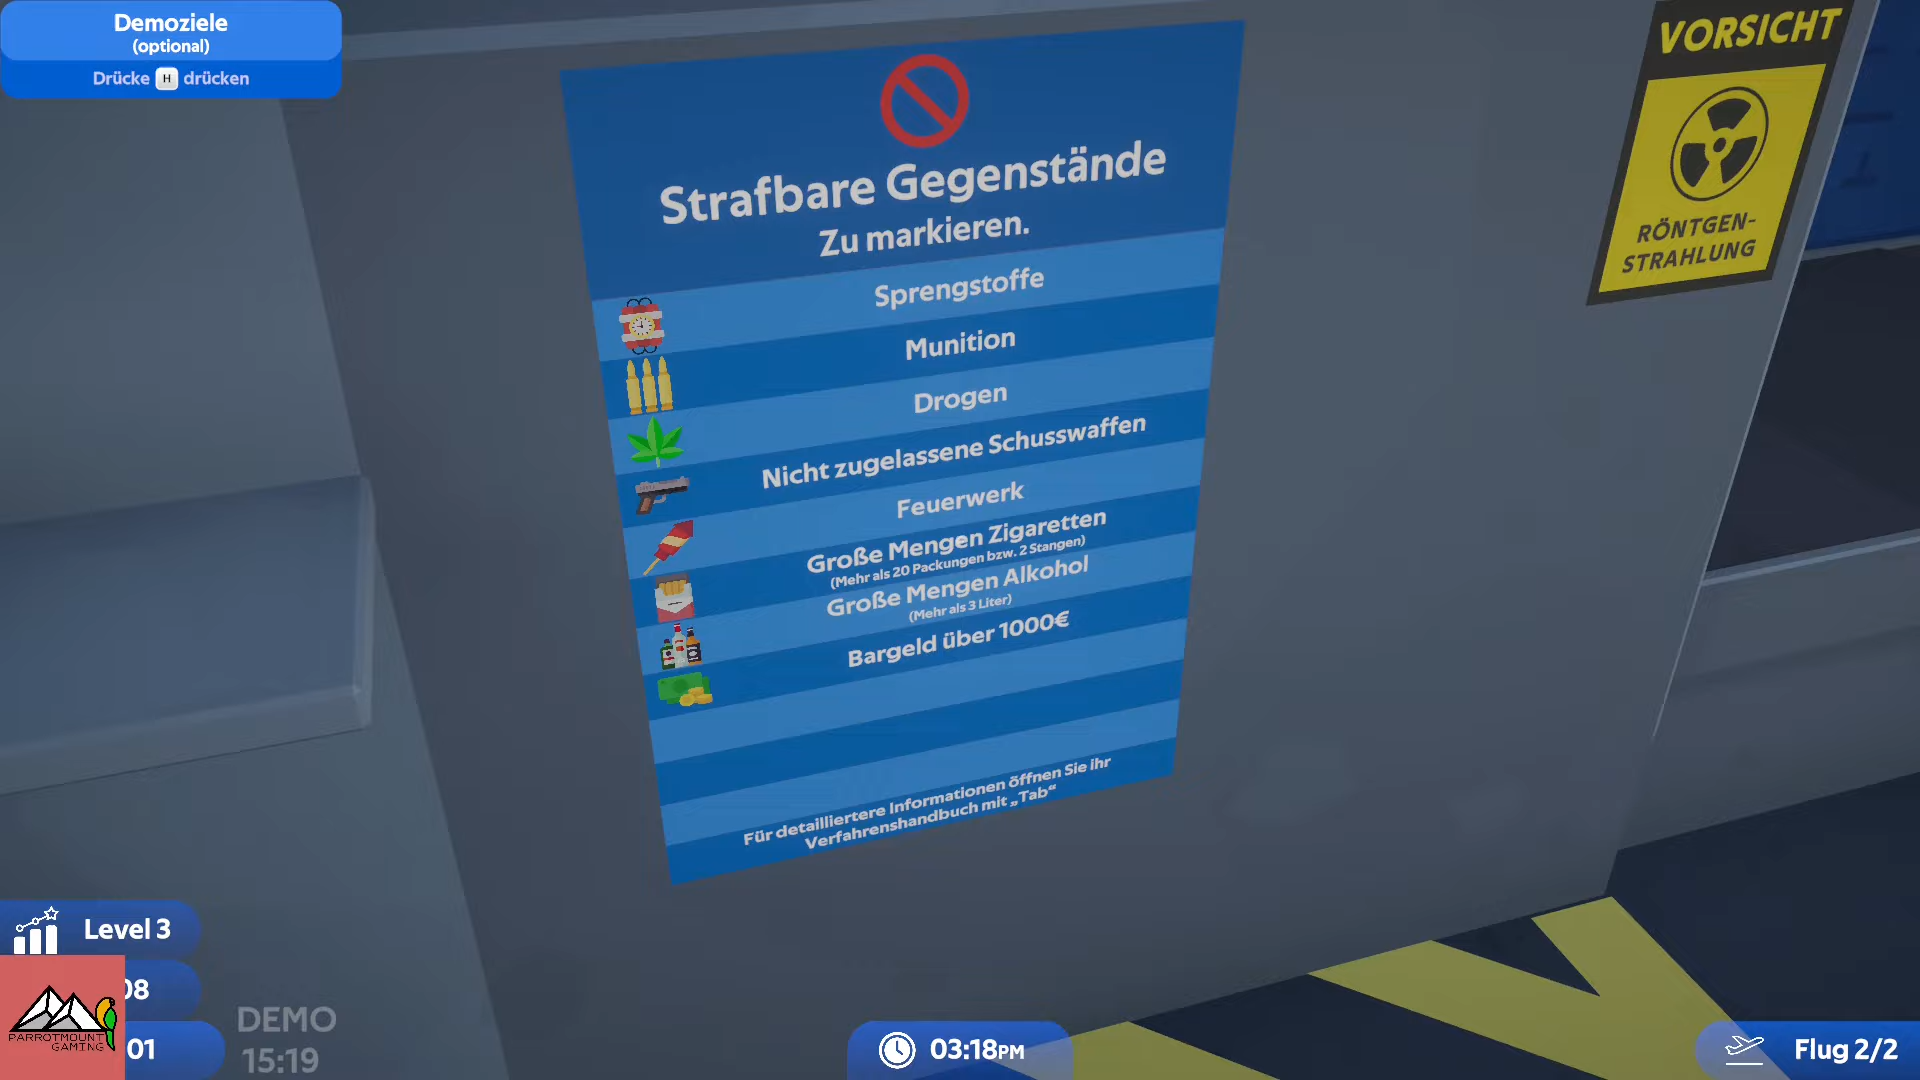 Demoziele
(optional)
Drücke H drücken
VORSICHT
RÖNTGEN-
STRAHLUNG
Strafbare Gegenstände
Zu markieren.
Sprengstoffe
Munition
Drogen
Nicht zugelassene Schusswaffen
Feuerwerk
Große Mengen Zigaretten
(Mehr als 20 Packungen bzw. 2 Stangen)
Große Mengen Alkohol
(Mehr als 3 Liter)
Bargeld über 1000€
Für detailliertere Informationen öffnen Sie ihr
Verfahrenshandbuch mit „Tab“
Level 3
08
01
PARROTMOUNT
GAMING
DEMO
15:19
03:18PM
Flug 2/2